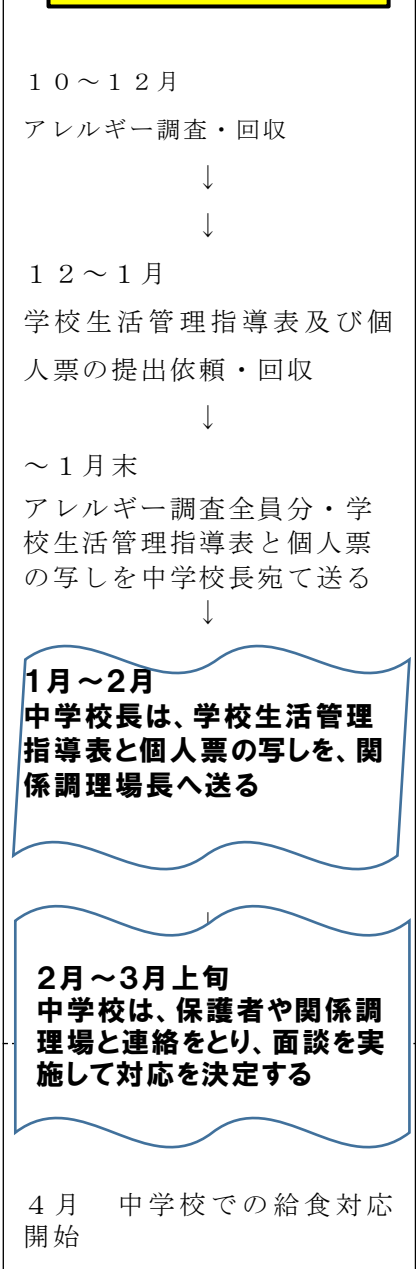 １０～１２月
アレルギー調査・回収
↓
↓
１２～１月
学校生活管理指導表及び個
人票の提出依頼・回収
↓
～１月末
アレルギー調査全員分・学
校生活管理指導表と個人票
の写しを中学校長宛て送る
↓
1月～2月
中学校長は、学校生活管理
指導表と個人票の写しを、関
係調理場長へ送る
2月～3月上旬
中学校は、保護者や関係調
理場と連絡をとり、面談を実
施して対応を決定する
４月　中学校での給食対応
開始